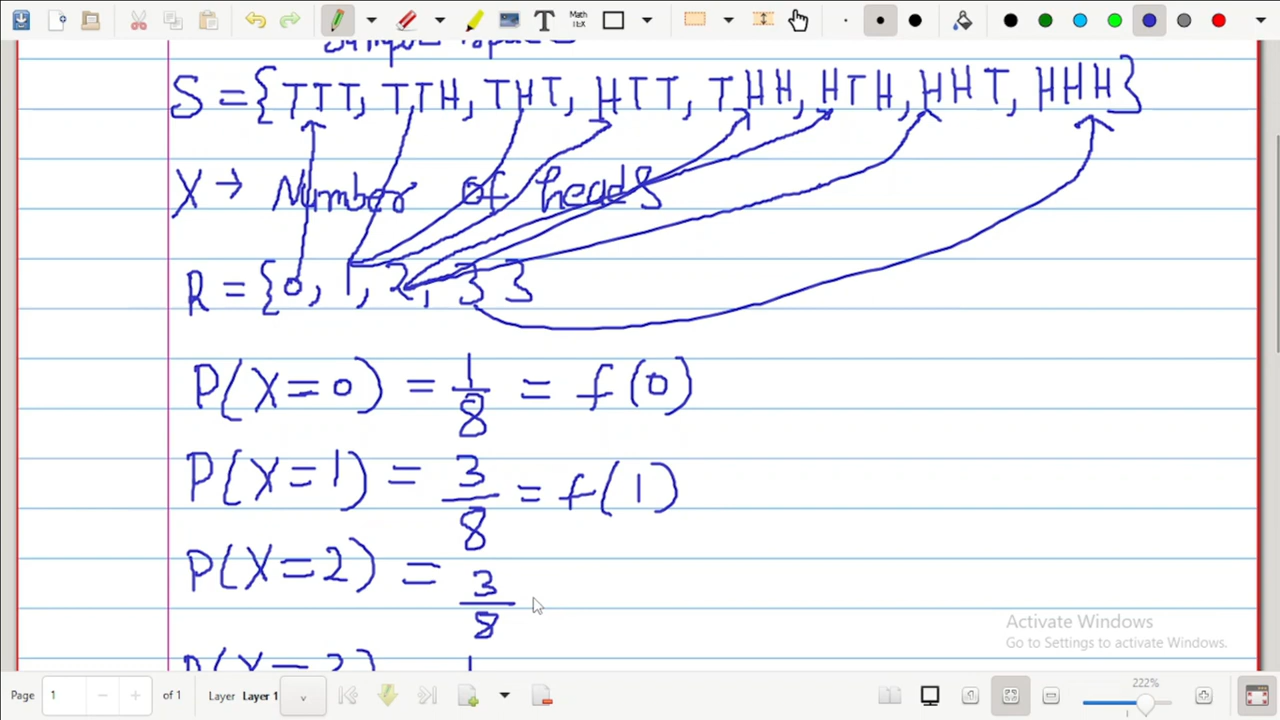 Sample space
S = {TTT, TTH, THT, HTT, THH, HTH, HHT, HHH}
X → Number of heads
R = {0, 1, 2, 3}
P(X=0) = 1/8 = f(0)
P(X=1) = 3/8 = f(1)
P(X=2) = 3/8
Activate Windows
Go to Settings to activate Windows.
Page 1 of 1 Layer Layer 1 222%